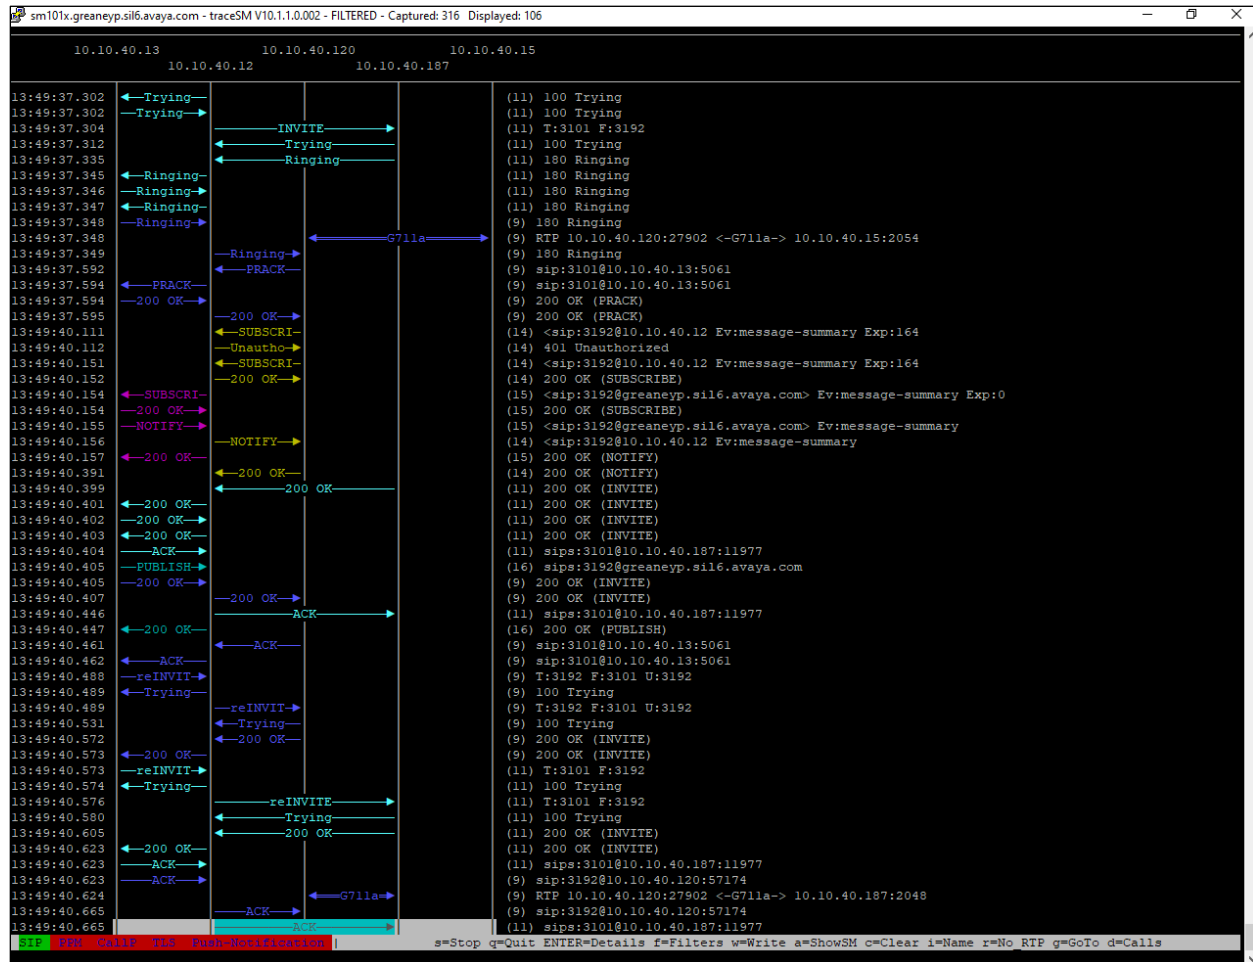 sm101x.greaneyp.sil6.avaya.com - traceSM V10.1.1.0.002 - FILTERED - Captured: 316 Displayed: 106
10.10.40.13 10.10.40.120 10.10.40.15
10.10.40.12 10.10.40.187
13:49:37.302 Trying (11) 100 Trying
13:49:37.302 Trying (11) 100 Trying
13:49:37.304 INVITE (11) T:3101 F:3192
13:49:37.312 Trying (11) 100 Trying
13:49:37.335 Ringing (11) 180 Ringing
13:49:37.345 Ringing (11) 180 Ringing
13:49:37.346 Ringing (11) 180 Ringing
13:49:37.347 Ringing (11) 180 Ringing
13:49:37.348 Ringing (9) 180 Ringing
13:49:37.348 G711a (9) RTP 10.10.40.120:27902 <-G711a-> 10.10.40.15:2054
13:49:37.349 Ringing (9) 180 Ringing
13:49:37.592 PRACK (9) sip:3101@10.10.40.13:5061
13:49:37.594 PRACK (9) sip:3101@10.10.40.13:5061
13:49:37.594 200 OK (9) 200 OK (PRACK)
13:49:37.595 200 OK (9) 200 OK (PRACK)
13:49:40.111 SUBSCRI (14) <sip:3192@10.10.40.12 Ev:message-summary Exp:164
13:49:40.112 Unautho (14) 401 Unauthorized
13:49:40.151 SUBSCRI (14) <sip:3192@10.10.40.12 Ev:message-summary Exp:164
13:49:40.152 200 OK (14) 200 OK (SUBSCRIBE)
13:49:40.154 SUBSCRI (15) <sip:3192@greaneyp.sil6.avaya.com> Ev:message-summary Exp:0
13:49:40.154 200 OK (15) 200 OK (SUBSCRIBE)
13:49:40.155 NOTIFY (15) <sip:3192@greaneyp.sil6.avaya.com> Ev:message-summary
13:49:40.156 NOTIFY (14) <sip:3192@10.10.40.12 Ev:message-summary
13:49:40.157 200 OK (15) 200 OK (NOTIFY)
13:49:40.391 200 OK (14) 200 OK (NOTIFY)
13:49:40.399 200 OK (11) 200 OK (INVITE)
13:49:40.401 200 OK (11) 200 OK (INVITE)
13:49:40.402 200 OK (11) 200 OK (INVITE)
13:49:40.403 200 OK (11) 200 OK (INVITE)
13:49:40.404 ACK (11) sips:3101@10.10.40.187:11977
13:49:40.405 PUBLISH (16) sips:3192@greaneyp.sil6.avaya.com
13:49:40.405 200 OK (9) 200 OK (INVITE)
13:49:40.407 200 OK (9) 200 OK (INVITE)
13:49:40.446 ACK (11) sips:3101@10.10.40.187:11977
13:49:40.447 200 OK (16) 200 OK (PUBLISH)
13:49:40.461 ACK (9) sip:3101@10.10.40.13:5061
13:49:40.462 ACK (9) sip:3101@10.10.40.13:5061
13:49:40.488 reINVIT (9) T:3192 F:3101 U:3192
13:49:40.489 Trying (9) 100 Trying
13:49:40.489 reINVIT (9) T:3192 F:3101 U:3192
13:49:40.531 Trying (9) 100 Trying
13:49:40.572 200 OK (9) 200 OK (INVITE)
13:49:40.573 200 OK (9) 200 OK (INVITE)
13:49:40.573 reINVIT (11) T:3101 F:3192
13:49:40.574 Trying (11) 100 Trying
13:49:40.576 reINVITE (11) T:3101 F:3192
13:49:40.580 Trying (11) 100 Trying
13:49:40.605 200 OK (11) 200 OK (INVITE)
13:49:40.623 200 OK (11) 200 OK (INVITE)
13:49:40.623 ACK (11) sips:3101@10.10.40.187:11977
13:49:40.623 ACK (9) sip:3192@10.10.40.120:57174
13:49:40.624 G711a (9) RTP 10.10.40.120:27902 <-G711a-> 10.10.40.187:2048
13:49:40.665 ACK (9) sip:3192@10.10.40.120:57174
13:49:40.665 ACK (11) sips:3101@10.10.40.187:11977
SIP PPM CallP TLS Push-Notification | s=Stop q=Quit ENTER=Details f=Filters w=Write a=ShowSM c=Clear i=Name r=No_RTP g=GoTo d=Calls